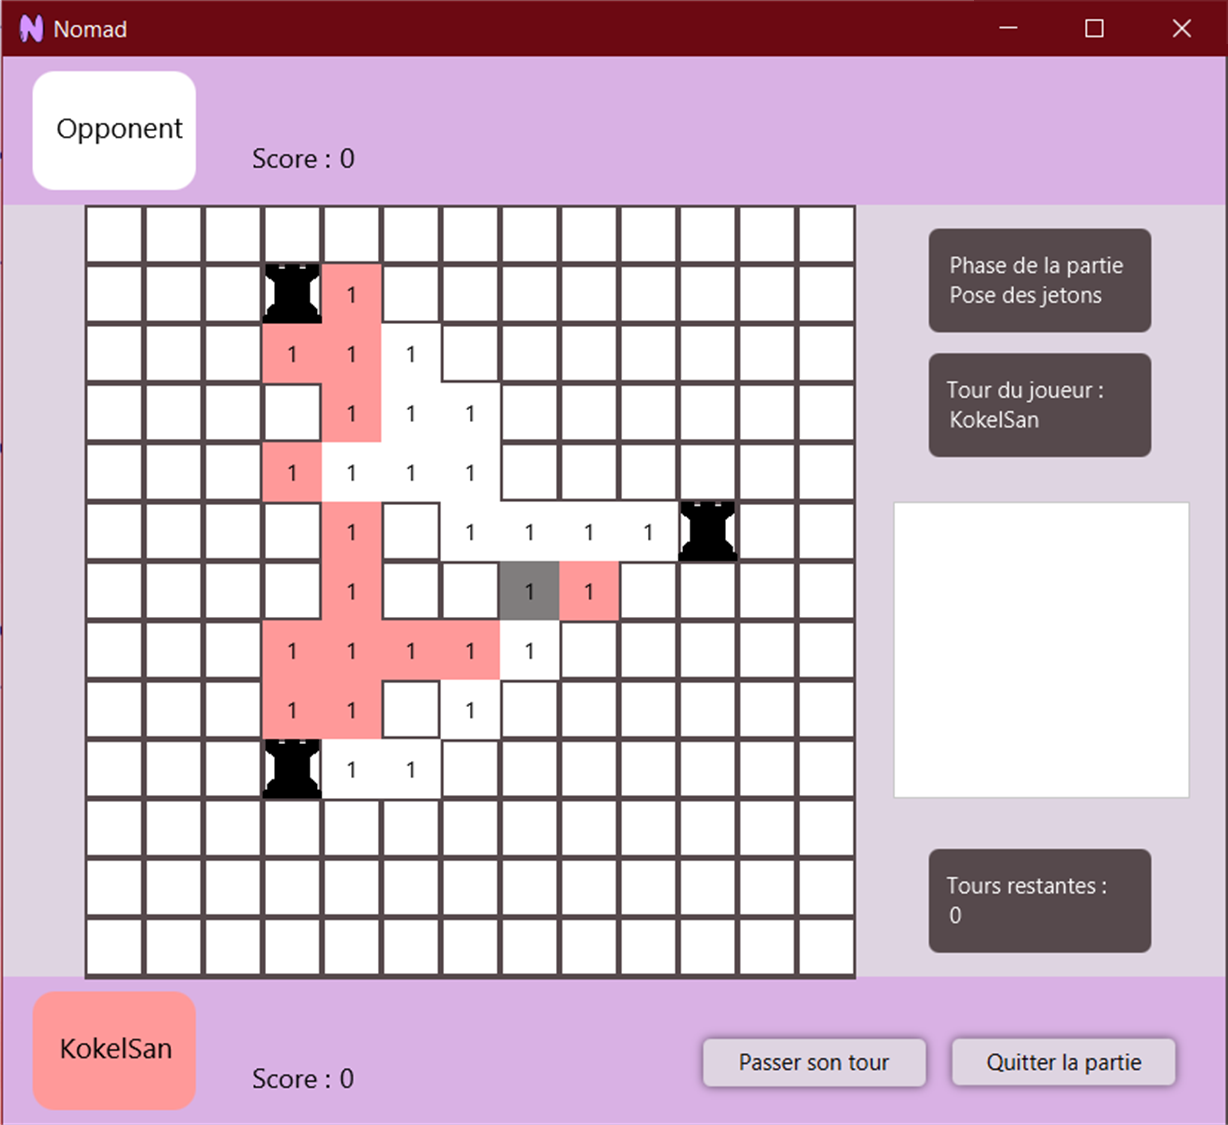 Nomad
Opponent
Score : 0
1
1 1 1
1 1 1
1 1 1 1
1 1 1 1 1
1 1 1
1 1 1 1 1
1 1 1
1 1
Phase de la partie
Pose des jetons
Tour du joueur :
KokelSan
Tours restantes :
0
KokelSan
Score : 0
Passer son tour
Quitter la partie